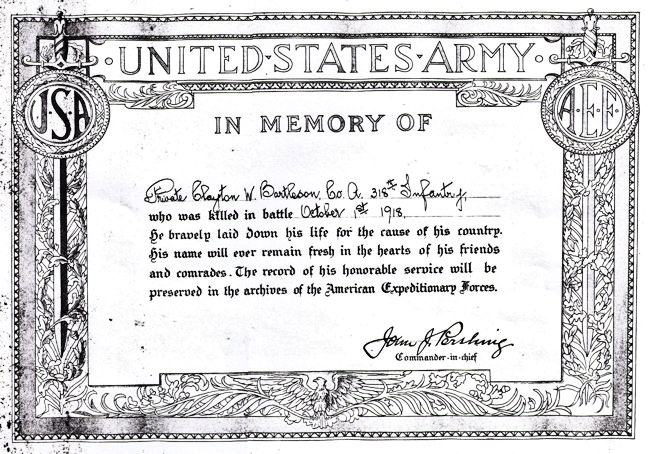 UNITED·STATES·ARMY
USA
A.E.F.
IN MEMORY OF
Private Clayton W. Bartleson, Co. A. 318th Infantry,
who was killed in battle October 1st 1918,
He bravely laid down his life for the cause of his country.
His name will ever remain fresh in the hearts of his friends
and comrades. The record of his honorable service will be
preserved in the archives of the American Expeditionary Forces.
John J. Pershing
Commander-in-chief